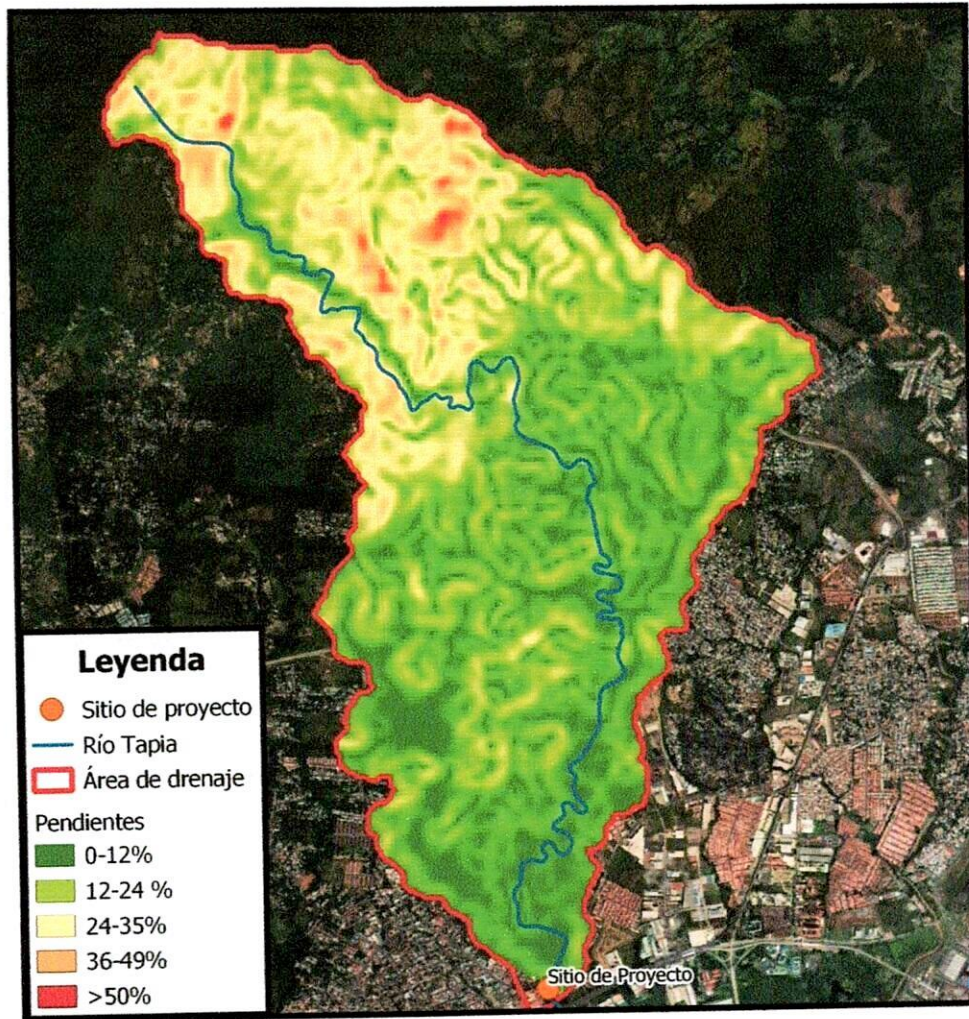 Leyenda
Sitio de proyecto
Río Tapia
Área de drenaje
Pendientes
0-12%
12-24 %
24-35%
36-49%
>50%
Sitio de Proyecto